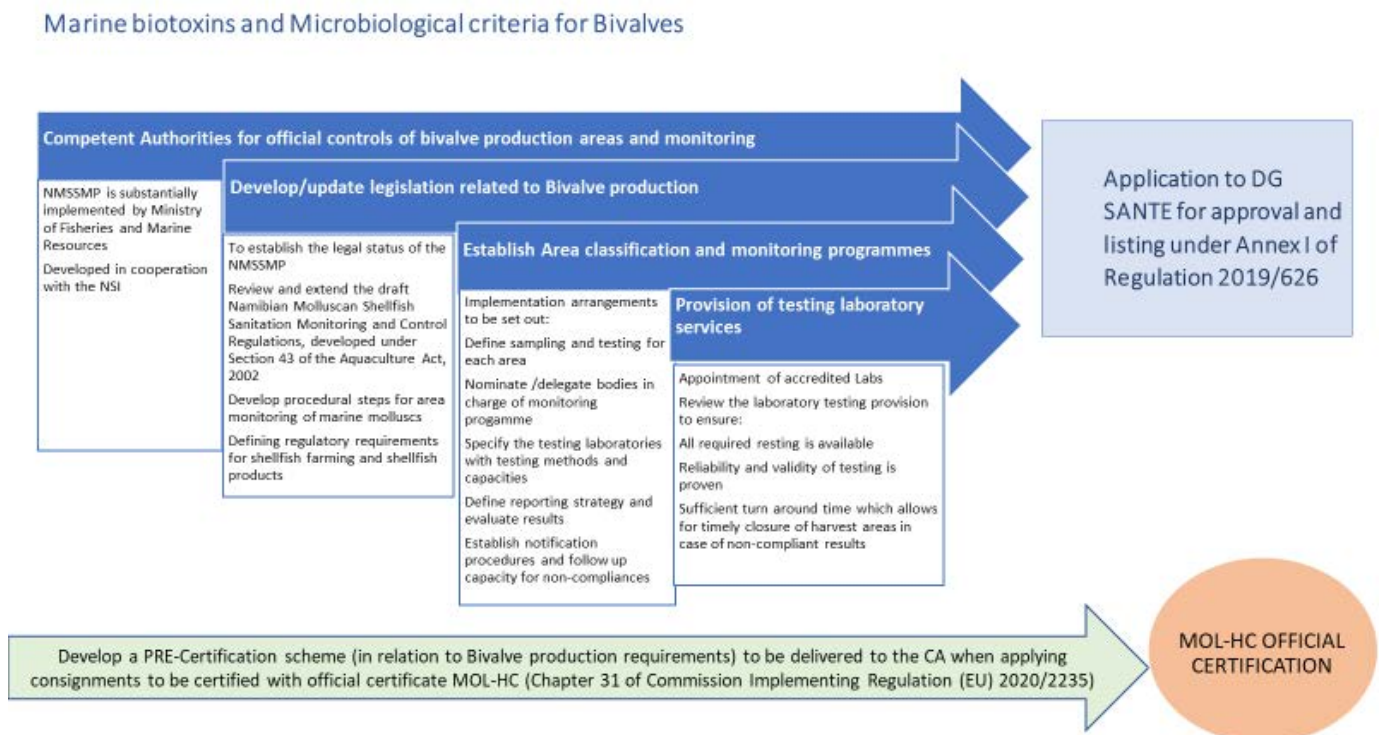 Marine biotoxins and Microbiological criteria for Bivalves
Competent Authorities for official controls of bivalve production areas and monitoring
NMSSMP is substantially
implemented by Ministry
of Fisheries and Marine
Resources
Developed in cooperation
with the NSI
Develop/update legislation related to Bivalve production
To establish the legal status of the
NMSSMP
Review and extend the draft
Namibian Molluscan Shellfish
Sanitation Monitoring and Control
Regulations, developed under
Section 43 of the Aquaculture Act,
2002
Develop procedural steps for area
monitoring of marine molluscs
Defining regulatory requirements
for shellfish farming and shellfish
products
Establish Area classification and monitoring programmes
Implementation arrangements
to be set out:
Define sampling and testing for
each area
Nominate /delegate bodies in
charge of monitoring
progamme
Specify the testing laboratories
with testing methods and
capacities
Define reporting strategy and
evaluate results
Establish notification
procedures and follow up
capacity for non-compliances
Provision of testing laboratory
services
Appointment of accredited Labs
Review the laboratory testing provision
to ensure:
All required resting is available
Reliability and validity of testing is
proven
Sufficient turn around time which allows
for timely closure of harvest areas in
case of non-compliant results
Application to DG
SANTE for approval and
listing under Annex I of
Regulation 2019/626
Develop a PRE-Certification scheme (in relation to Bivalve production requirements) to be delivered to the CA when applying
consignments to be certified with official certificate MOL-HC (Chapter 31 of Commission Implementing Regulation (EU) 2020/2235)
MOL-HC OFFICIAL
CERTIFICATION